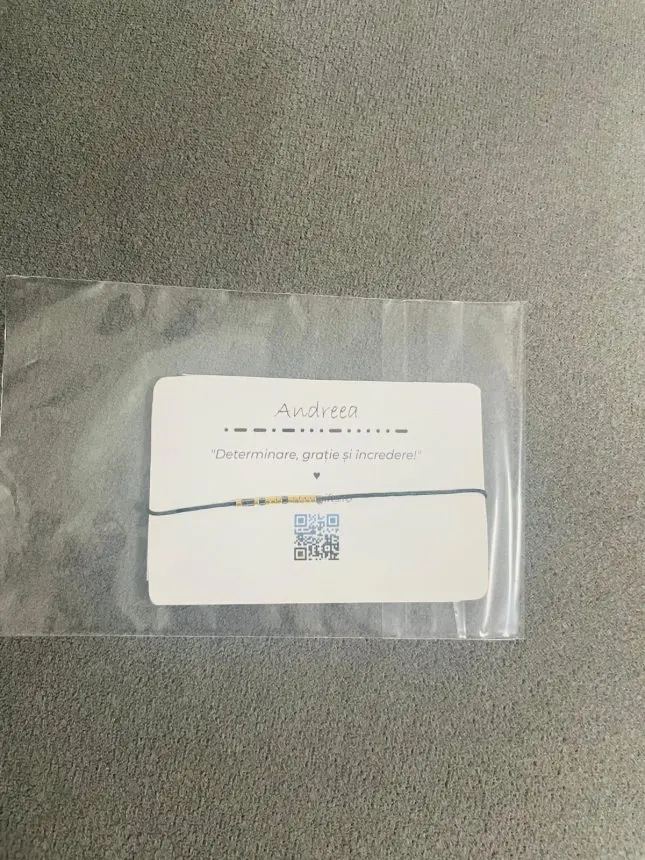 Andreea
"Determinare, grație și încredere!"
♥